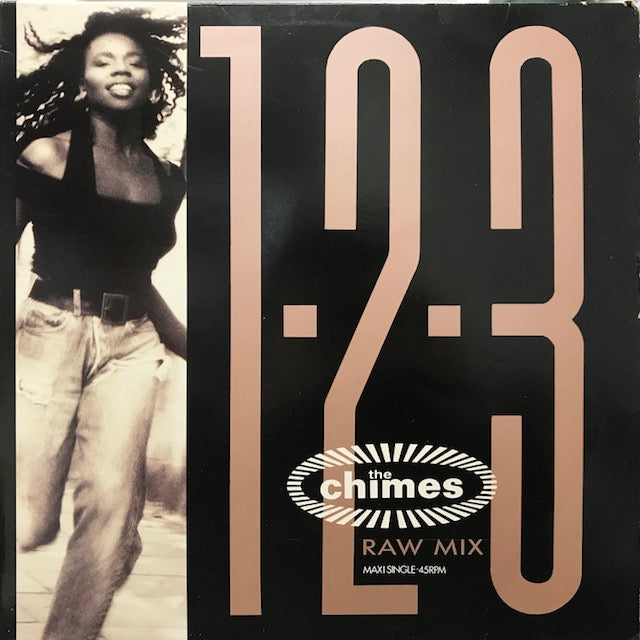 1·2·3
the
chimes
RAW MIX
MAXI SINGLE·45RPM